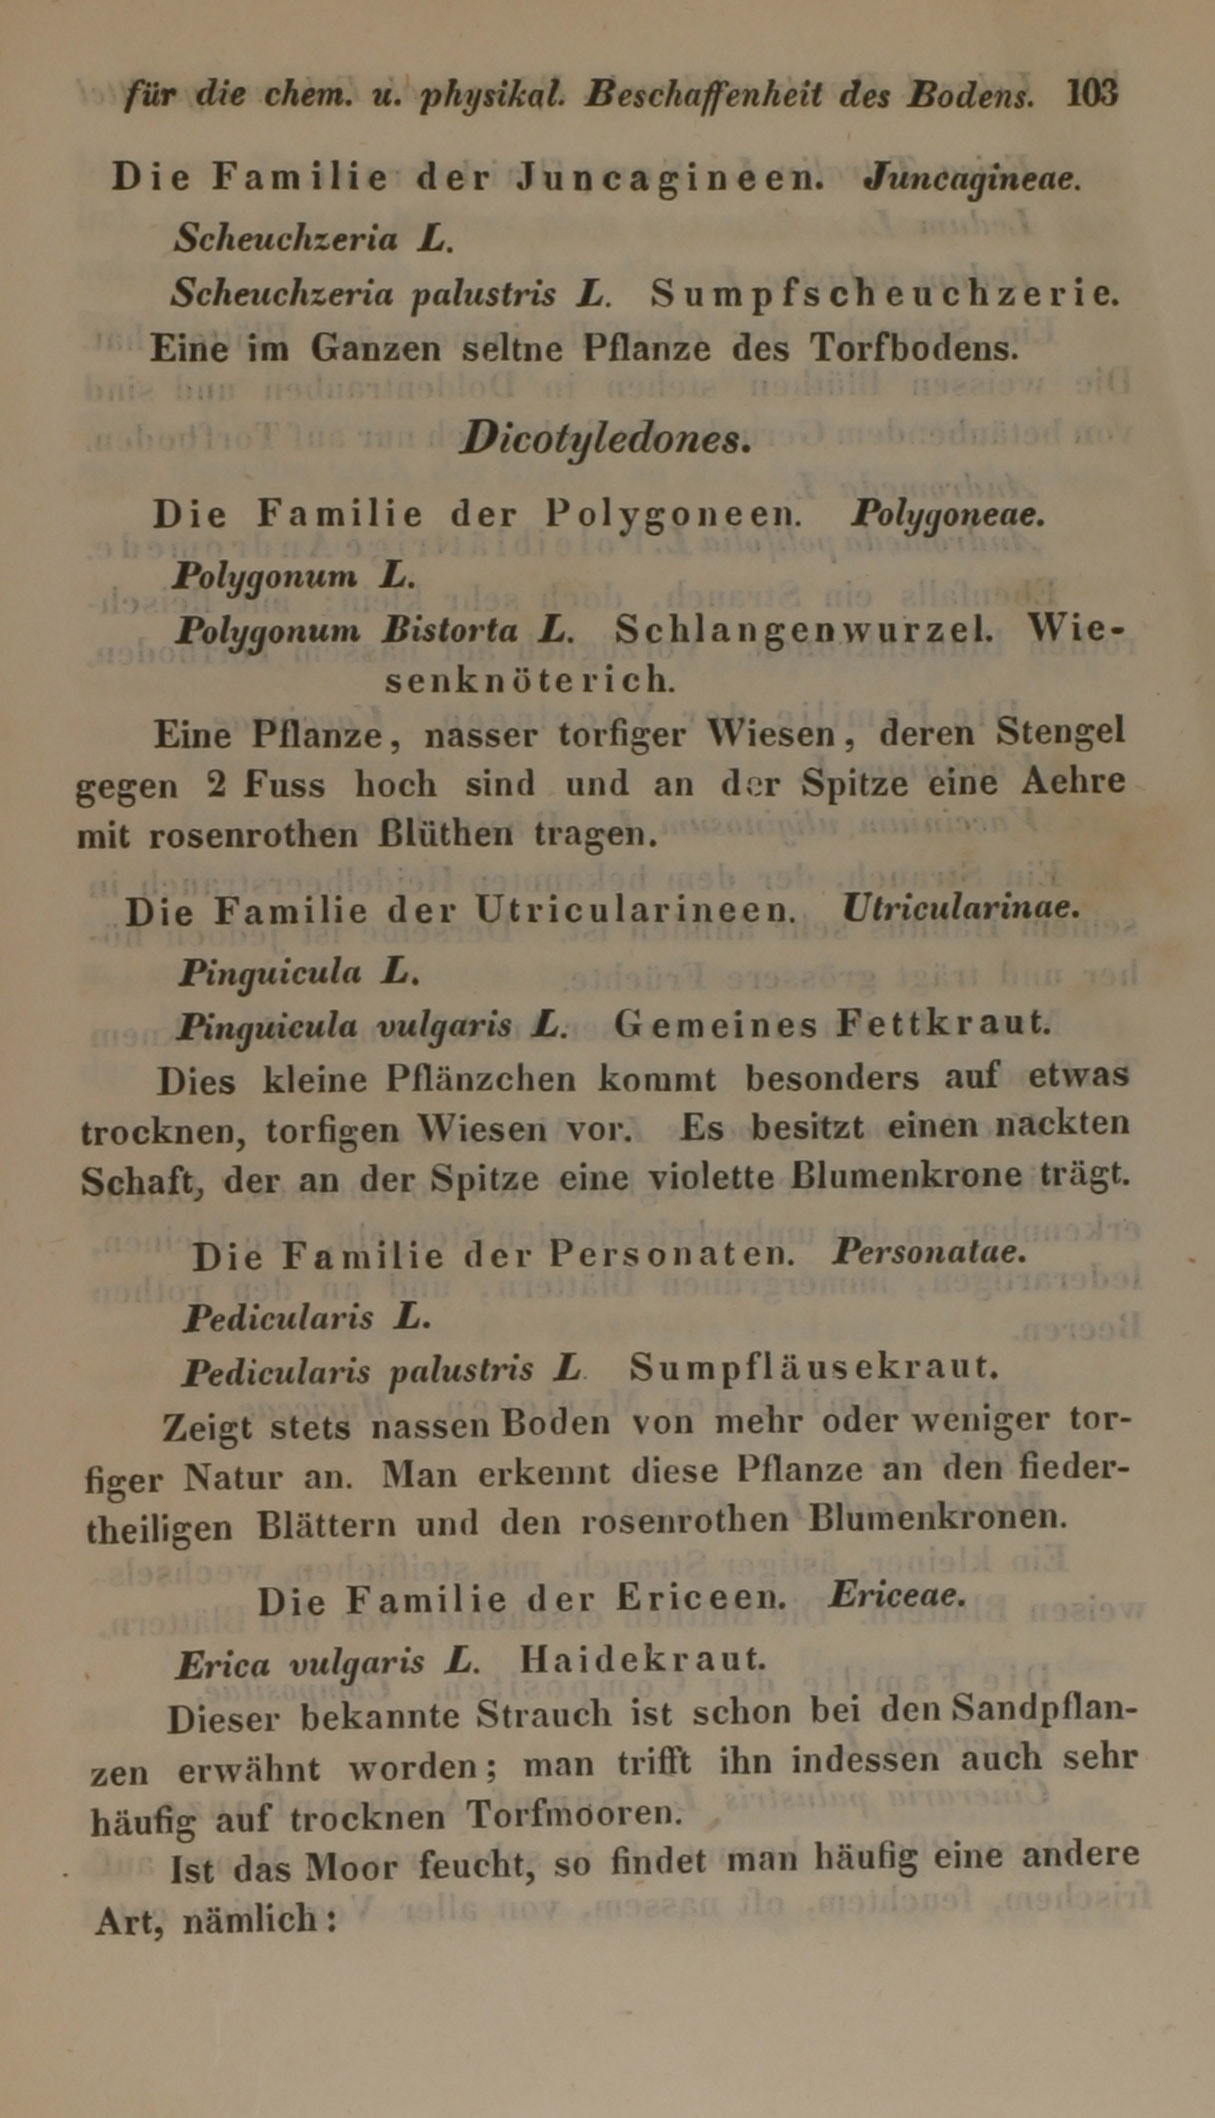 für die chem. u. physikal. Beschaffenheit des Bodens. 103
Die Familie der Juncagineen. Juncagineae.
Scheuchzeria L.
Scheuchzeria palustris L. Sumpfscheuchzerie.
Eine im Ganzen seltne Pflanze des Torfbodens.
Dicotyledones.
Die Familie der Polygoneen. Polygoneae.
Polygonum L.
Polygonum Bistorta L. Schlangenwurzel. Wie-
senknöterich.
Eine Pflanze, nasser torfiger Wiesen, deren Stengel
gegen 2 Fuss hoch sind und an der Spitze eine Aehre
mit rosenrothen Blüthen tragen.
Die Familie der Utricularineen. Utricularinae.
Pinguicula L.
Pinguicula vulgaris L. Gemeines Fettkraut.
Dies kleine Pflänzchen kommt besonders auf etwas
trocknen, torfigen Wiesen vor. Es besitzt einen nackten
Schaft, der an der Spitze eine violette Blumenkrone trägt.
Die Familie der Personaten. Personatae.
Pedicularis L.
Pedicularis palustris L. Sumpfläusekraut.
Zeigt stets nassen Boden von mehr oder weniger tor-
figer Natur an. Man erkennt diese Pflanze an den fieder-
theiligen Blättern und den rosenrothen Blumenkronen.
Die Familie der Ericeen. Ericeae.
Erica vulgaris L. Haidekraut.
Dieser bekannte Strauch ist schon bei den Sandpflan-
zen erwähnt worden; man trifft ihn indessen auch sehr
häufig auf trocknen Torfmooren.
Ist das Moor feucht, so findet man häufig eine andere
Art, nämlich: